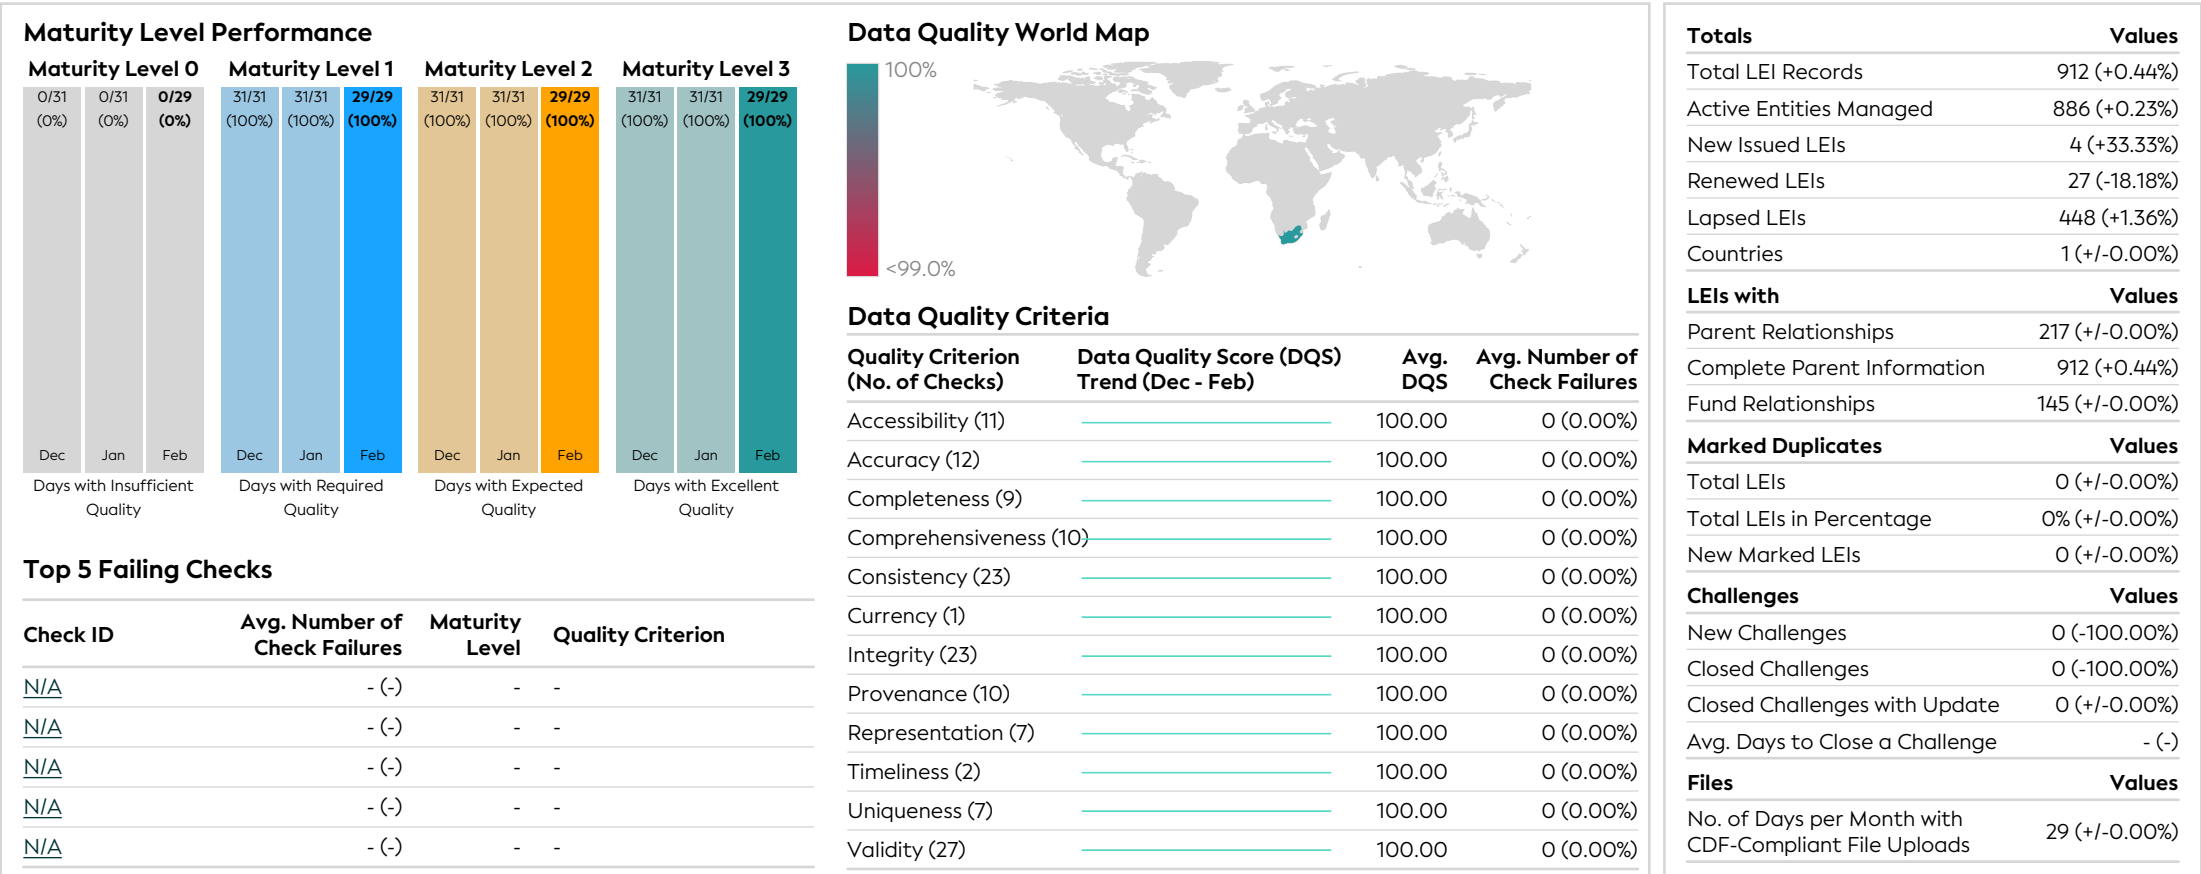 Maturity Level Performance
Maturity Level 0
Maturity Level 1
Maturity Level 2
Maturity Level 3
0/31 0/31 0/29
(0%) (0%) (0%)
31/31 31/31 29/29
(100%) (100%) (100%)
31/31 31/31 29/29
(100%) (100%) (100%)
31/31 31/31 29/29
(100%) (100%) (100%)
Dec Jan Feb
Dec Jan Feb
Dec Jan Feb
Dec Jan Feb
Days with Insufficient
Quality
Days with Required
Quality
Days with Expected
Quality
Days with Excellent
Quality
Top 5 Failing Checks
Check ID Avg. Number of Check Failures Maturity Level Quality Criterion
N/A - (-) - -
N/A - (-) - -
N/A - (-) - -
N/A - (-) - -
N/A - (-) - -
Data Quality World Map
100%
<99.0%
Data Quality Criteria
Quality Criterion (No. of Checks) Data Quality Score (DQS) Trend (Dec - Feb) Avg. DQS Avg. Number of Check Failures
Accessibility (11) 100.00 0 (0.00%)
Accuracy (12) 100.00 0 (0.00%)
Completeness (9) 100.00 0 (0.00%)
Comprehensiveness (10) 100.00 0 (0.00%)
Consistency (23) 100.00 0 (0.00%)
Currency (1) 100.00 0 (0.00%)
Integrity (23) 100.00 0 (0.00%)
Provenance (10) 100.00 0 (0.00%)
Representation (7) 100.00 0 (0.00%)
Timeliness (2) 100.00 0 (0.00%)
Uniqueness (7) 100.00 0 (0.00%)
Validity (27) 100.00 0 (0.00%)
Totals Values
Total LEI Records 912 (+0.44%)
Active Entities Managed 886 (+0.23%)
New Issued LEIs 4 (+33.33%)
Renewed LEIs 27 (-18.18%)
Lapsed LEIs 448 (+1.36%)
Countries 1 (+/-0.00%)
LEIs with Values
Parent Relationships 217 (+/-0.00%)
Complete Parent Information 912 (+0.44%)
Fund Relationships 145 (+/-0.00%)
Marked Duplicates Values
Total LEIs 0 (+/-0.00%)
Total LEIs in Percentage 0% (+/-0.00%)
New Marked LEIs 0 (+/-0.00%)
Challenges Values
New Challenges 0 (-100.00%)
Closed Challenges 0 (-100.00%)
Closed Challenges with Update 0 (+/-0.00%)
Avg. Days to Close a Challenge - (-)
Files Values
No. of Days per Month with
CDF-Compliant File Uploads 29 (+/-0.00%)